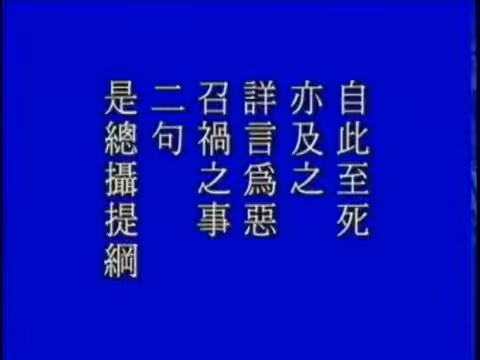 自此至死
亦及之
詳言為惡
召禍之事
二句
是總攝提綱